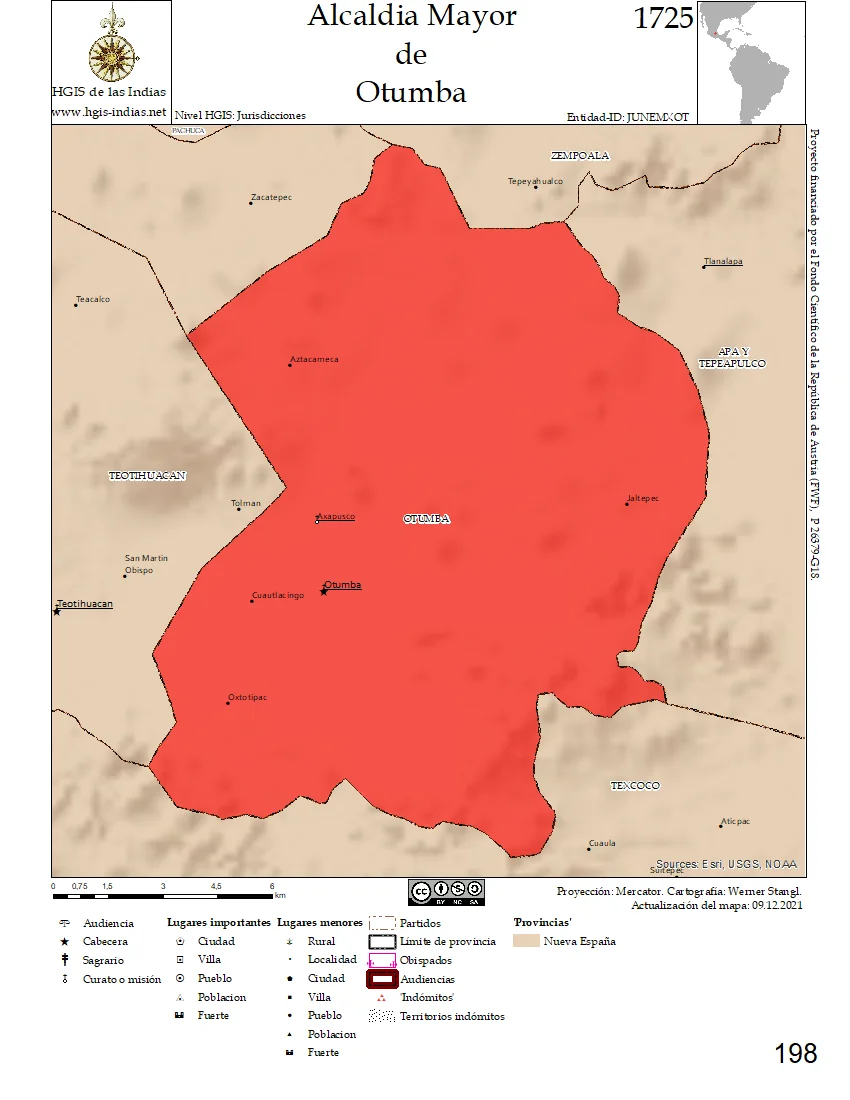 Alcaldia Mayor
de
Otumba
1725
HGIS de las Indias
www.hgis-indias.net
Nivel HGIS: Jurisdicciones
Entidad-ID: JUNEMXOT
Proyecto financiado por el Fondo Científico de la República de Austria (FWF), P 26379-G18.
PACHUCA
ZEMPOALA
Tepeyahualco
Zacatepec
Tlanalapa
Teacalco
APA Y
TEPEAPULCO
Aztacameca
TEOTIHUACAN
Jaltepec
Tolman
Axapusco
OTUMBA
San Martin
Obispo
Otumba
Cuautlacingo
Teotihuacan
Oxtotipac
TEXCOCO
Aticpac
Cuaula
Sources: Esri, USGS, NOAA
Suitepec
0 0,75 1,5 3 4,5 6
km
cc BY NC SA
Proyección: Mercator. Cartografía: Werner Stangl.
Actualización del mapa: 09.12.2021
Audiencia
Cabecera
Sagrario
Curato o misión
Lugares importantes
Ciudad
Villa
Pueblo
Poblacion
Fuerte
Lugares menores
Rural
Localidad
Ciudad
Villa
Pueblo
Poblacion
Fuerte
Partidos
Límite de provincia
Obispados
Audiencias
'Indómitos'
Territorios indómitos
'Provincias'
Nueva España
198